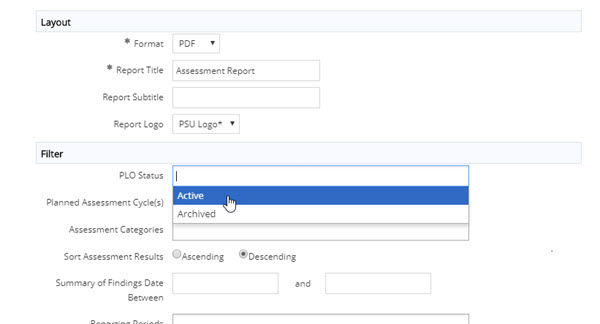 Layout
* Format PDF
* Report Title Assessment Report
Report Subtitle
Report Logo PSU Logo*
Filter
PLO Status
Active
Planned Assessment Cycle(s)
Archived
Assessment Categories
Sort Assessment Results Ascending Descending
Summary of Findings Date and
Between
Reporting Periods